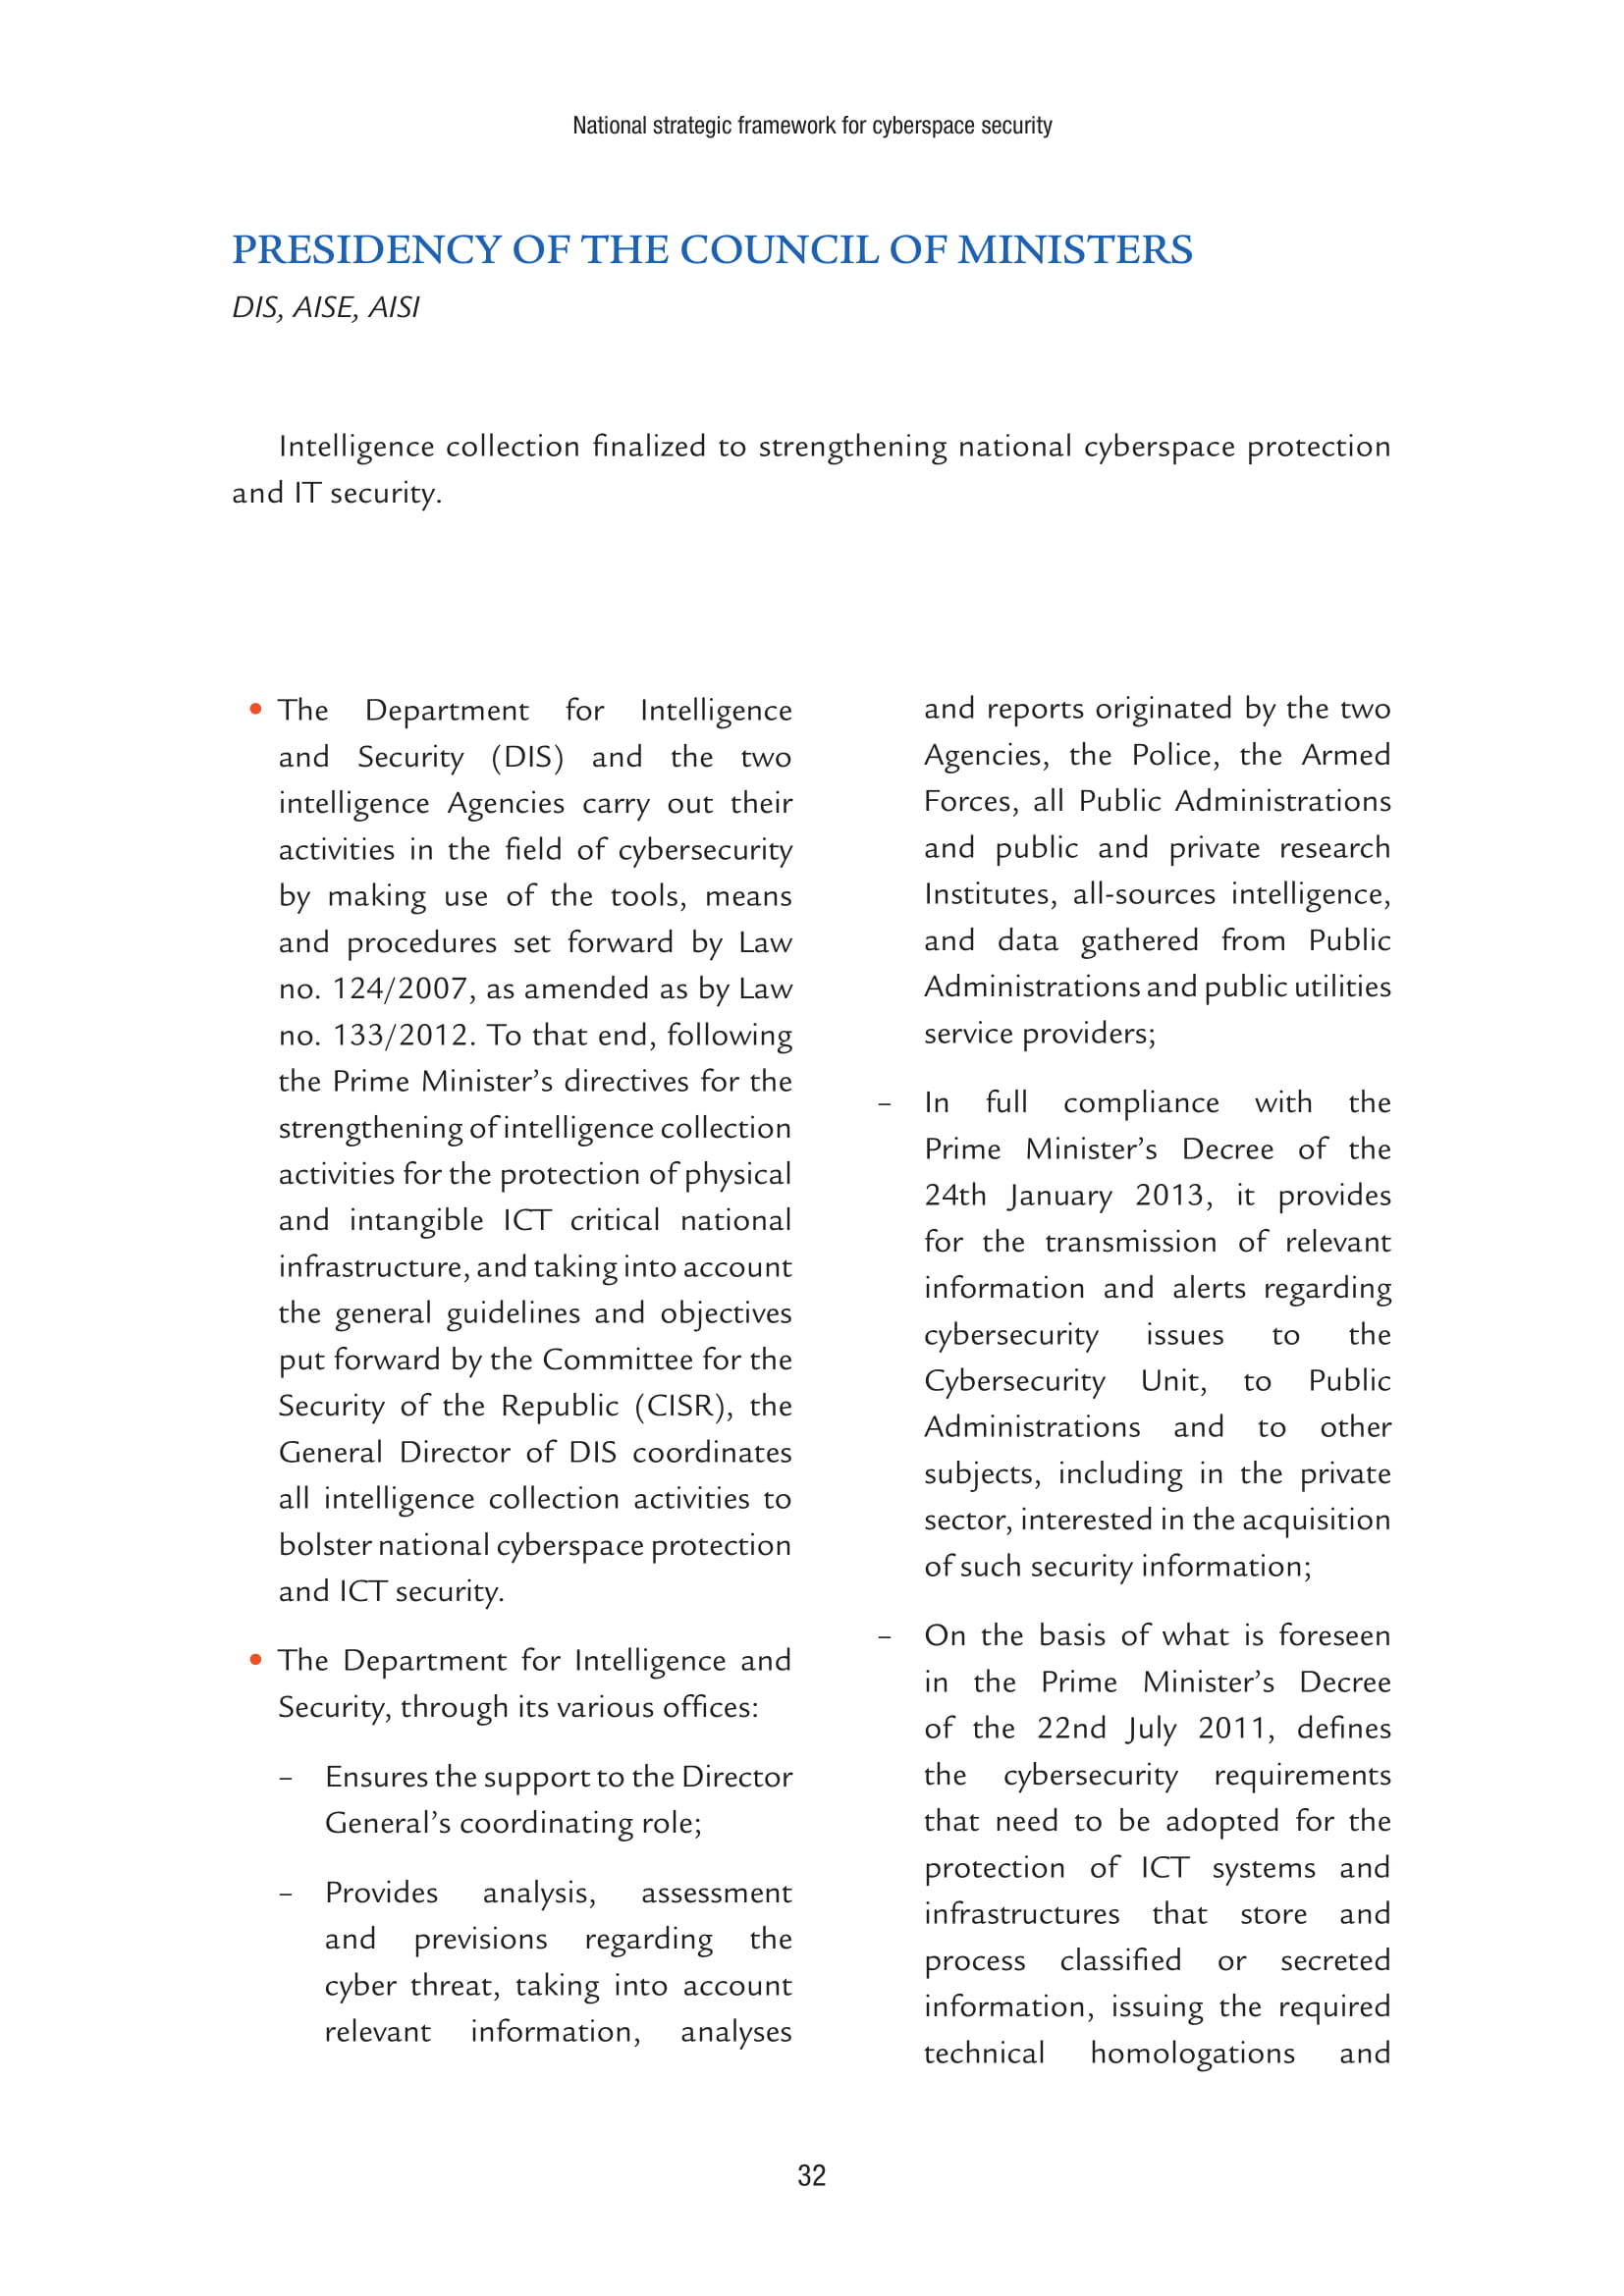 National strategic framework for cyberspace security
PRESIDENCY OF THE COUNCIL OF MINISTERS
DIS, AISE, AISI
Intelligence collection finalized to strengthening national cyberspace protection
and IT security.
• The Department for Intelligence
and Security (DIS) and the two
intelligence Agencies carry out their
activities in the field of cybersecurity
by making use of the tools, means
and procedures set forward by Law
no. 124/2007, as amended as by Law
no. 133/2012. To that end, following
the Prime Minister’s directives for the
strengthening of intelligence collection
activities for the protection of physical
and intangible ICT critical national
infrastructure, and taking into account
the general guidelines and objectives
put forward by the Committee for the
Security of the Republic (CISR), the
General Director of DIS coordinates
all intelligence collection activities to
bolster national cyberspace protection
and ICT security.
• The Department for Intelligence and
Security, through its various offices:
– Ensures the support to the Director
General’s coordinating role;
– Provides analysis, assessment
and previsions regarding the
cyber threat, taking into account
relevant information, analyses
and reports originated by the two
Agencies, the Police, the Armed
Forces, all Public Administrations
and public and private research
Institutes, all-sources intelligence,
and data gathered from Public
Administrations and public utilities
service providers;
– In full compliance with the
Prime Minister’s Decree of the
24th January 2013, it provides
for the transmission of relevant
information and alerts regarding
cybersecurity issues to the
Cybersecurity Unit, to Public
Administrations and to other
subjects, including in the private
sector, interested in the acquisition
of such security information;
– On the basis of what is foreseen
in the Prime Minister’s Decree
of the 22nd July 2011, defines
the cybersecurity requirements
that need to be adopted for the
protection of ICT systems and
infrastructures that store and
process classified or secreted
information, issuing the required
technical homologations and
32